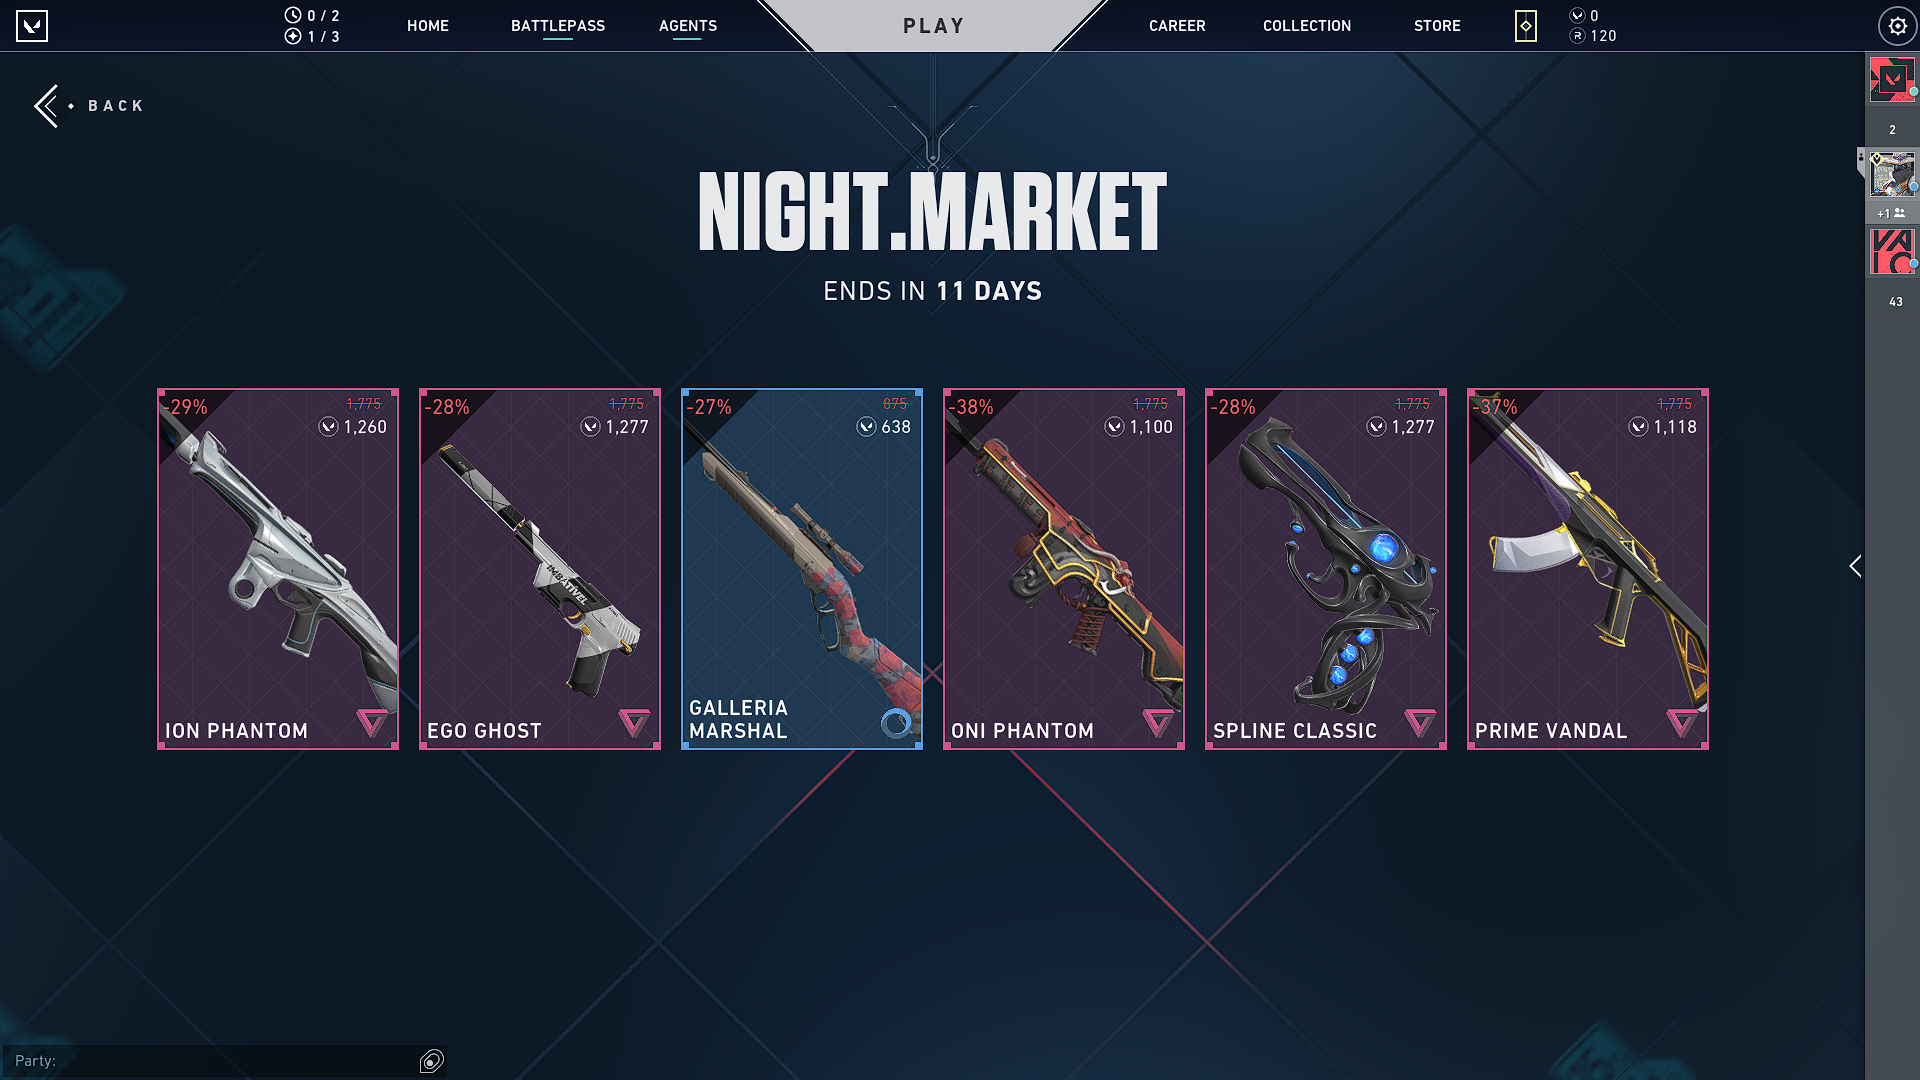 0 / 2
1 / 3
HOME
BATTLEPASS
AGENTS
PLAY
CAREER
COLLECTION
STORE
0
120
BACK
2
+1
43
NIGHT.MARKET
ENDS IN 11 DAYS
-29%
1,775
1,260
ION PHANTOM
-28%
1,775
1,277
IMBATÍVEL
EGO GHOST
-27%
875
638
GALLERIA
MARSHAL
-38%
1,775
1,100
ONI PHANTOM
-28%
1,775
1,277
SPLINE CLASSIC
-37%
1,775
1,118
PRIME VANDAL
Party: